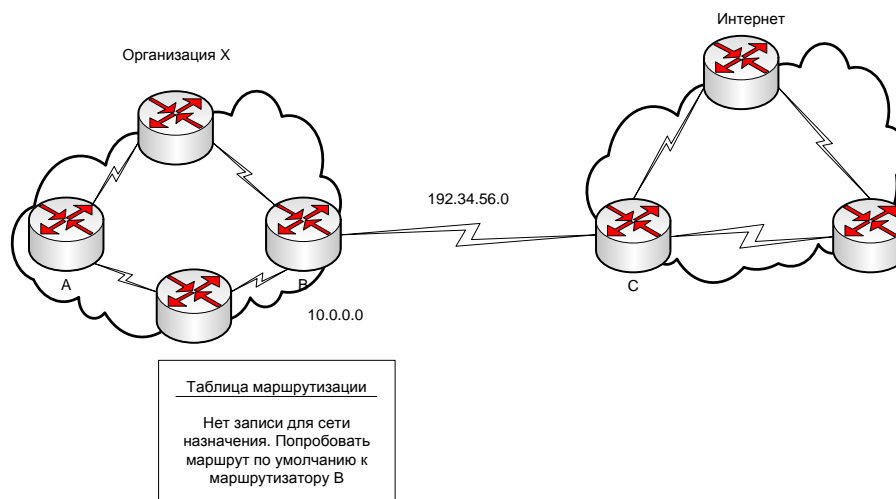 Интернет
Организация X
192.34.56.0
A
B
C
10.0.0.0
Таблица маршрутизации
Нет записи для сети
назначения. Попробовать
маршрут по умолчанию к
маршрутизатору B